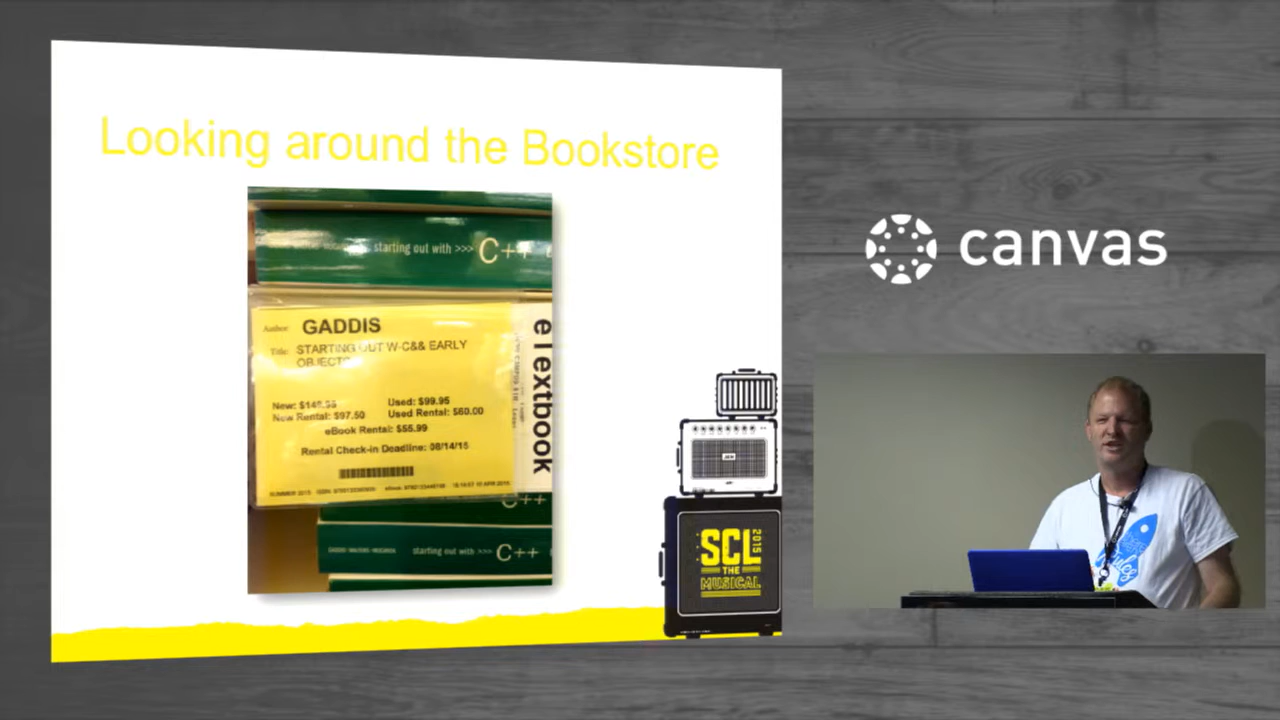 Looking around the Bookstore
starting out with >>> C++
Author: GADDIS
Title: STARTING OUT W-C&& EARLY
OBJECTS
New: Used: $99.95
New Rental: $97.50 Used Rental: $60.00
eBook Rental: $55.99
Rental Check-in Deadline: 08/14/15
SUMMER 2015
eTextbook
C++
starting out with >>> C++
SCL
2015
THE
MUSICAL
canvas